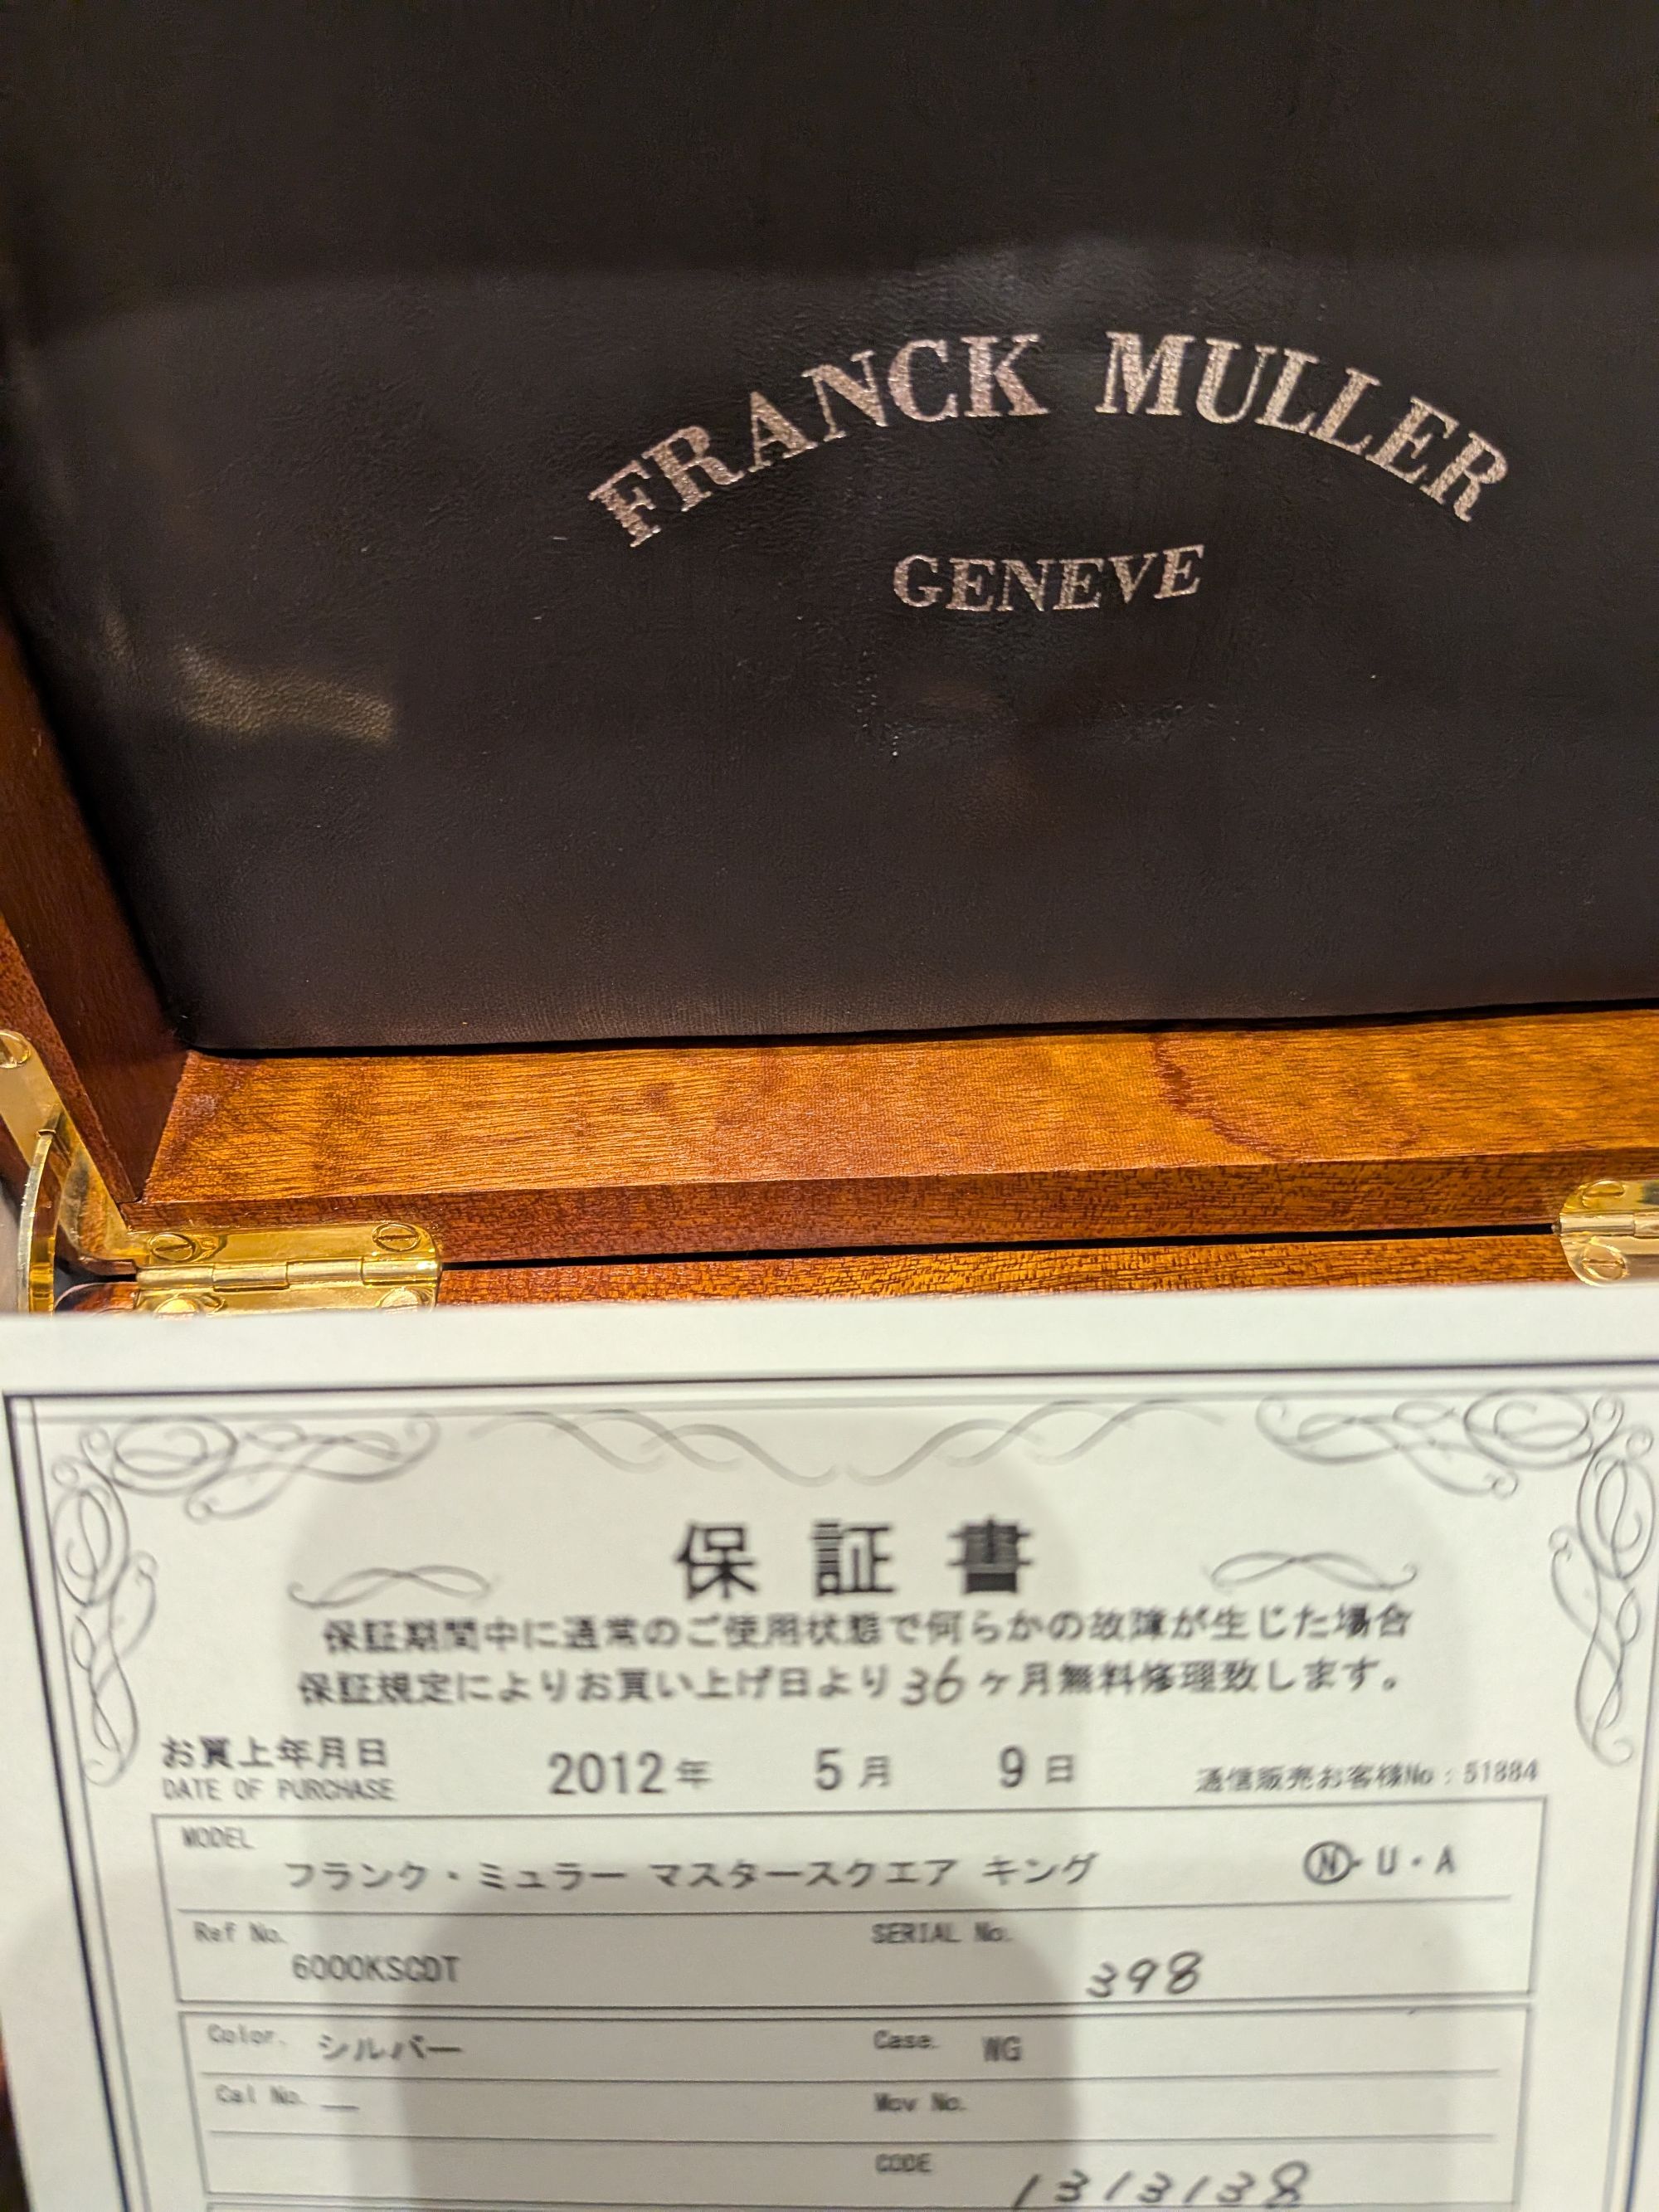 FRANCK MULLER
GENEVE
保証書
保証期間中に通常のご使用状態で何らかの故障が生じた場合
保証規定によりお買い上げ日より36ヶ月無料修理致します。
お買上年月日 2012年 5月 9日
DATE OF PURCHASE 通信販売お客様No:51884
MODEL
フランク・ミュラー マスタースクエア キング Ⓝ・U・A
Ref No. SERIAL No.
6000KSCDT 398
Color. シルバー Case. WG
Cal No. — Mov No.
CODE 1313138